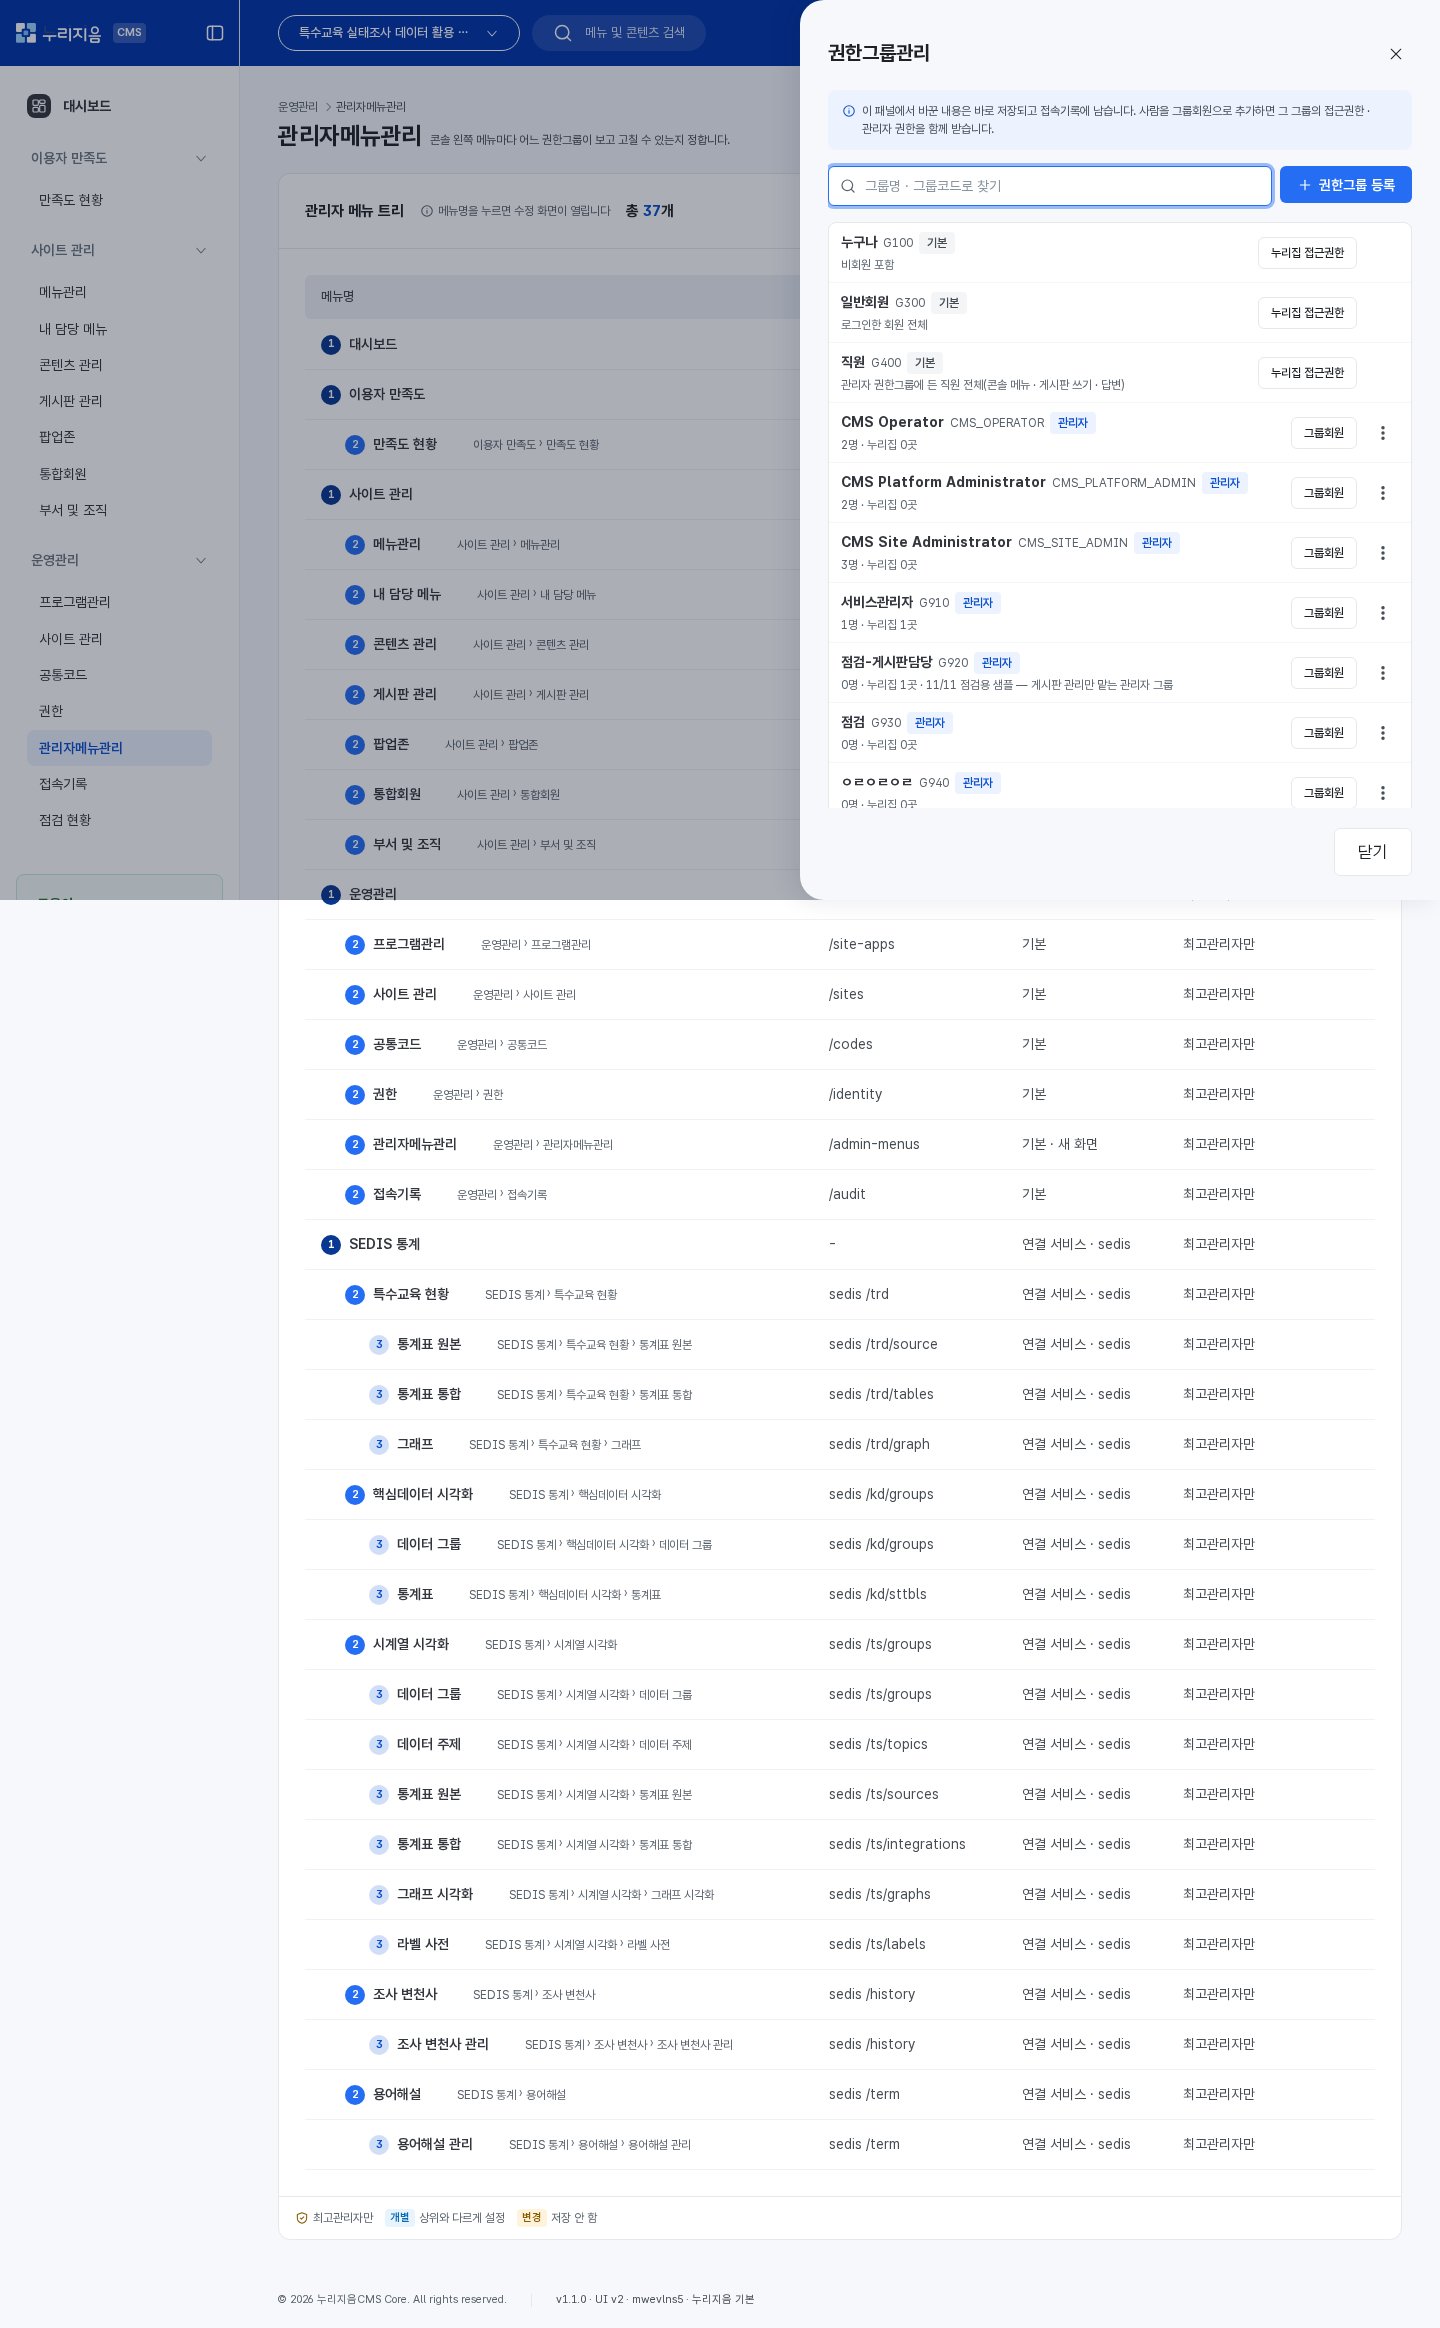 누리지음 CMS
특수교육 실태조사 데이터 활용 ···
메뉴 및 콘텐츠 검색
대시보드
이용자 만족도
만족도 현황
사이트 관리
메뉴관리
내 담당 메뉴
콘텐츠 관리
게시판 관리
팝업존
통합회원
부서 및 조직
운영관리
프로그램관리
사이트 관리
공통코드
권한
관리자메뉴관리
접속기록
점검 현황
운영관리 > 관리자메뉴관리
관리자메뉴관리 콘솔 왼쪽 메뉴마다 어느 권한그룹이 보고 고칠 수 있는지 정합니다.
관리자 메뉴 트리 메뉴명을 누르면 수정 화면이 열립니다 총 37개
메뉴명
1 대시보드
1 이용자 만족도
2 만족도 현황 이용자 만족도 › 만족도 현황
1 사이트 관리
2 메뉴관리 사이트 관리 › 메뉴관리
2 내 담당 메뉴 사이트 관리 › 내 담당 메뉴
2 콘텐츠 관리 사이트 관리 › 콘텐츠 관리
2 게시판 관리 사이트 관리 › 게시판 관리
2 팝업존 사이트 관리 › 팝업존
2 통합회원 사이트 관리 › 통합회원
2 부서 및 조직 사이트 관리 › 부서 및 조직
1 운영관리
2 프로그램관리 운영관리 › 프로그램관리 /site-apps 기본 최고관리자만
2 사이트 관리 운영관리 › 사이트 관리 /sites 기본 최고관리자만
2 공통코드 운영관리 › 공통코드 /codes 기본 최고관리자만
2 권한 운영관리 › 권한 /identity 기본 최고관리자만
2 관리자메뉴관리 운영관리 › 관리자메뉴관리 /admin-menus 기본 · 새 화면 최고관리자만
2 접속기록 운영관리 › 접속기록 /audit 기본 최고관리자만
1 SEDIS 통계 - 연결 서비스 · sedis 최고관리자만
2 특수교육 현황 SEDIS 통계 › 특수교육 현황 sedis /trd 연결 서비스 · sedis 최고관리자만
3 통계표 원본 SEDIS 통계 › 특수교육 현황 › 통계표 원본 sedis /trd/source 연결 서비스 · sedis 최고관리자만
3 통계표 통합 SEDIS 통계 › 특수교육 현황 › 통계표 통합 sedis /trd/tables 연결 서비스 · sedis 최고관리자만
3 그래프 SEDIS 통계 › 특수교육 현황 › 그래프 sedis /trd/graph 연결 서비스 · sedis 최고관리자만
2 핵심데이터 시각화 SEDIS 통계 › 핵심데이터 시각화 sedis /kd/groups 연결 서비스 · sedis 최고관리자만
3 데이터 그룹 SEDIS 통계 › 핵심데이터 시각화 › 데이터 그룹 sedis /kd/groups 연결 서비스 · sedis 최고관리자만
3 통계표 SEDIS 통계 › 핵심데이터 시각화 › 통계표 sedis /kd/sttbls 연결 서비스 · sedis 최고관리자만
2 시계열 시각화 SEDIS 통계 › 시계열 시각화 sedis /ts/groups 연결 서비스 · sedis 최고관리자만
3 데이터 그룹 SEDIS 통계 › 시계열 시각화 › 데이터 그룹 sedis /ts/groups 연결 서비스 · sedis 최고관리자만
3 데이터 주제 SEDIS 통계 › 시계열 시각화 › 데이터 주제 sedis /ts/topics 연결 서비스 · sedis 최고관리자만
3 통계표 원본 SEDIS 통계 › 시계열 시각화 › 통계표 원본 sedis /ts/sources 연결 서비스 · sedis 최고관리자만
3 통계표 통합 SEDIS 통계 › 시계열 시각화 › 통계표 통합 sedis /ts/integrations 연결 서비스 · sedis 최고관리자만
3 그래프 시각화 SEDIS 통계 › 시계열 시각화 › 그래프 시각화 sedis /ts/graphs 연결 서비스 · sedis 최고관리자만
3 라벨 사전 SEDIS 통계 › 시계열 시각화 › 라벨 사전 sedis /ts/labels 연결 서비스 · sedis 최고관리자만
2 조사 변천사 SEDIS 통계 › 조사 변천사 sedis /history 연결 서비스 · sedis 최고관리자만
3 조사 변천사 관리 SEDIS 통계 › 조사 변천사 › 조사 변천사 관리 sedis /history 연결 서비스 · sedis 최고관리자만
2 용어해설 SEDIS 통계 › 용어해설 sedis /term 연결 서비스 · sedis 최고관리자만
3 용어해설 관리 SEDIS 통계 › 용어해설 › 용어해설 관리 sedis /term 연결 서비스 · sedis 최고관리자만
최고관리자만 개별 상위와 다르게 설정 변경 저장 안 함
© 2026 누리지음CMS Core. All rights reserved. v1.1.0 · UI v2 · mwevlns5 · 누리지음 기본
권한그룹관리
이 패널에서 바꾼 내용은 바로 저장되고 접속기록에 남습니다. 사람을 그룹회원으로 추가하면 그 그룹의 접근권한 ·
관리자 권한을 함께 받습니다.
그룹명 · 그룹코드로 찾기
+ 권한그룹 등록
누구나 G100 기본
비회원 포함
누리집 접근권한
일반회원 G300 기본
로그인한 회원 전체
누리집 접근권한
직원 G400 기본
관리자 권한그룹에 든 직원 전체(콘솔 메뉴 · 게시판 쓰기 · 답변)
누리집 접근권한
CMS Operator CMS_OPERATOR 관리자
2명 · 누리집 0곳
그룹회원
CMS Platform Administrator CMS_PLATFORM_ADMIN 관리자
2명 · 누리집 0곳
그룹회원
CMS Site Administrator CMS_SITE_ADMIN 관리자
3명 · 누리집 0곳
그룹회원
서비스관리자 G910 관리자
1명 · 누리집 1곳
그룹회원
점검-게시판담당 G920 관리자
0명 · 누리집 1곳 · 11/11 점검용 샘플 — 게시판 관리만 맡는 관리자 그룹
그룹회원
점검 G930 관리자
0명 · 누리집 0곳
그룹회원
ㅇㄹㅇㄹㅇㄹ G940 관리자
0명 · 누리집 0곳
그룹회원
닫기